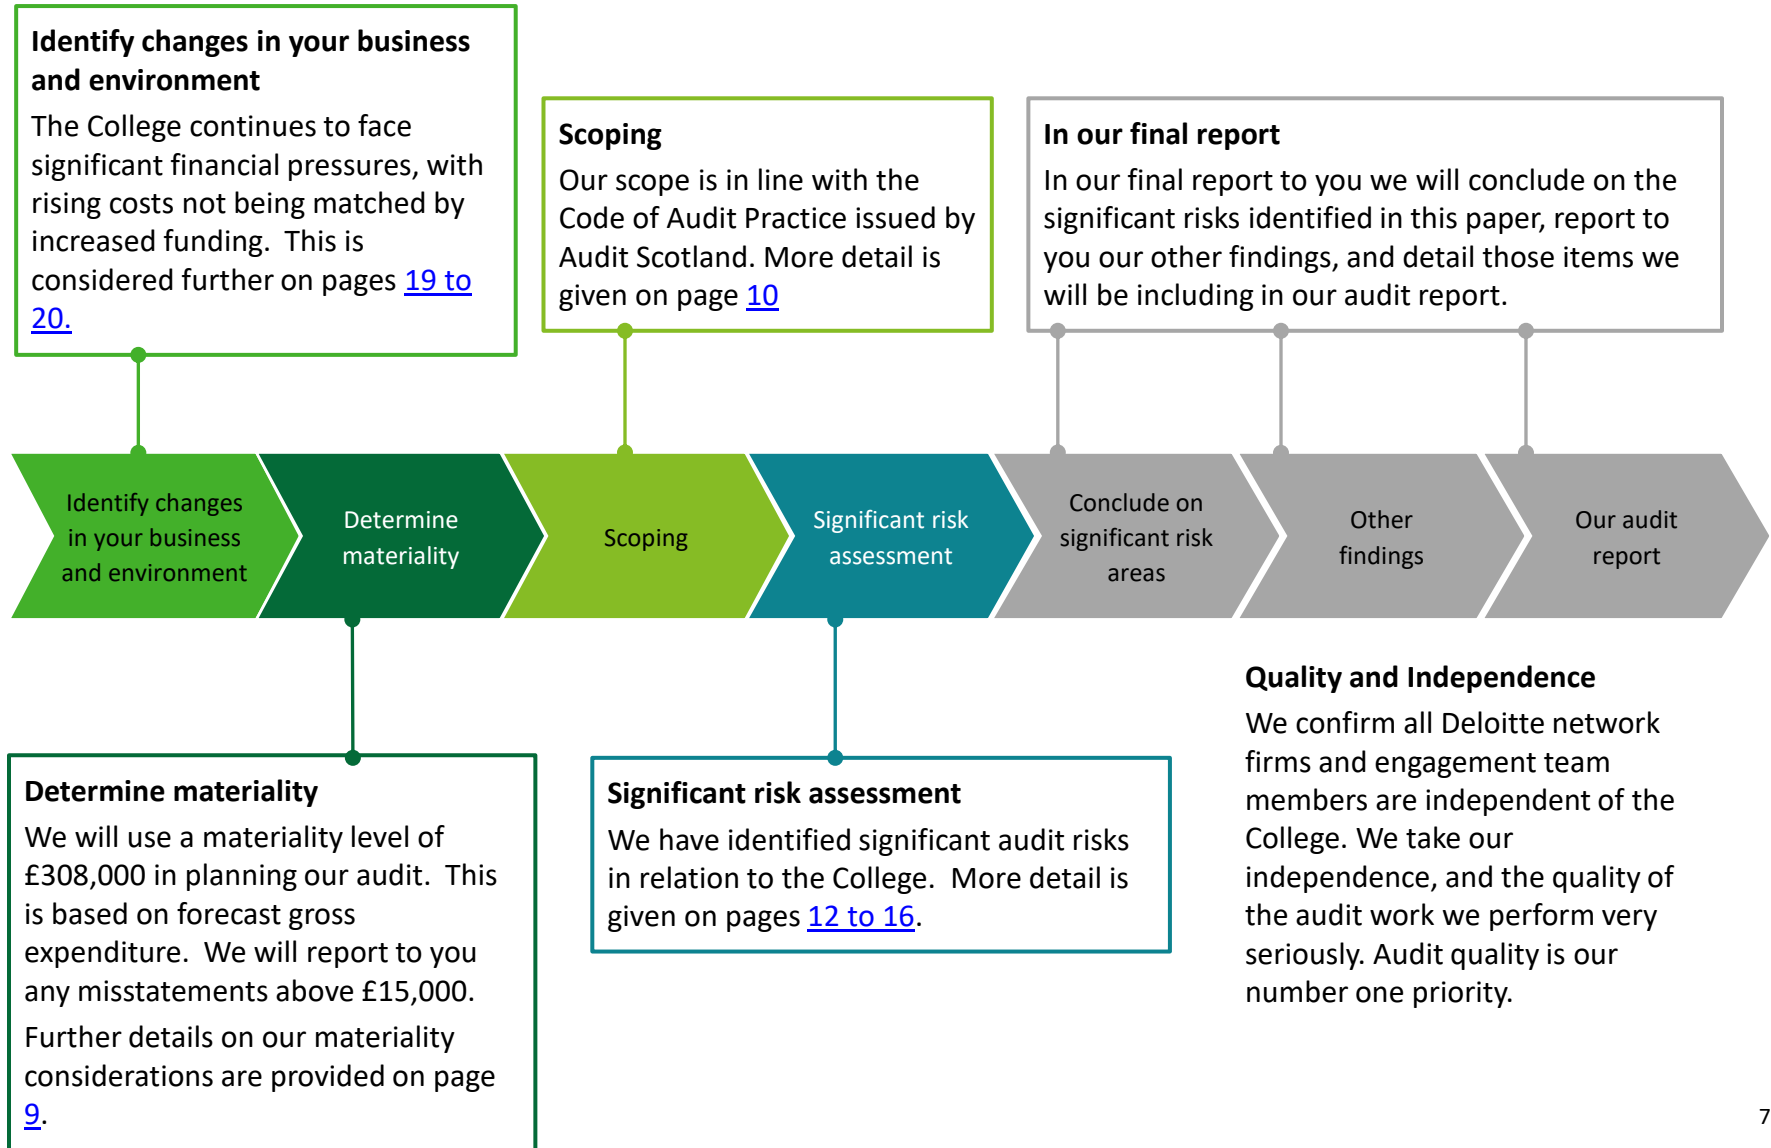 Identify changes in your business
and environment
The College continues to face
significant financial pressures, with
rising costs not being matched by
increased funding.  This is
considered further on pages 19 to
20.
Scoping
Our scope is in line with the
Code of Audit Practice issued by
Audit Scotland. More detail is
given on page 10
In our final report
In our final report to you we will conclude on the
significant risks identified in this paper, report to
you our other findings, and detail those items we
will be including in our audit report.
Identify changes
in your business
and environment
Determine
materiality
Scoping
Significant risk
assessment
Conclude on
significant risk
areas
Other
findings
Our audit
report
Determine materiality
We will use a materiality level of
£308,000 in planning our audit.  This
is based on forecast gross
expenditure.  We will report to you
any misstatements above £15,000.
Further details on our materiality
considerations are provided on page
9.
Significant risk assessment
We have identified significant audit risks
in relation to the College.  More detail is
given on pages 12 to 16.
Quality and Independence
We confirm all Deloitte network
firms and engagement team
members are independent of the
College. We take our
independence, and the quality of
the audit work we perform very
seriously. Audit quality is our
number one priority.
7